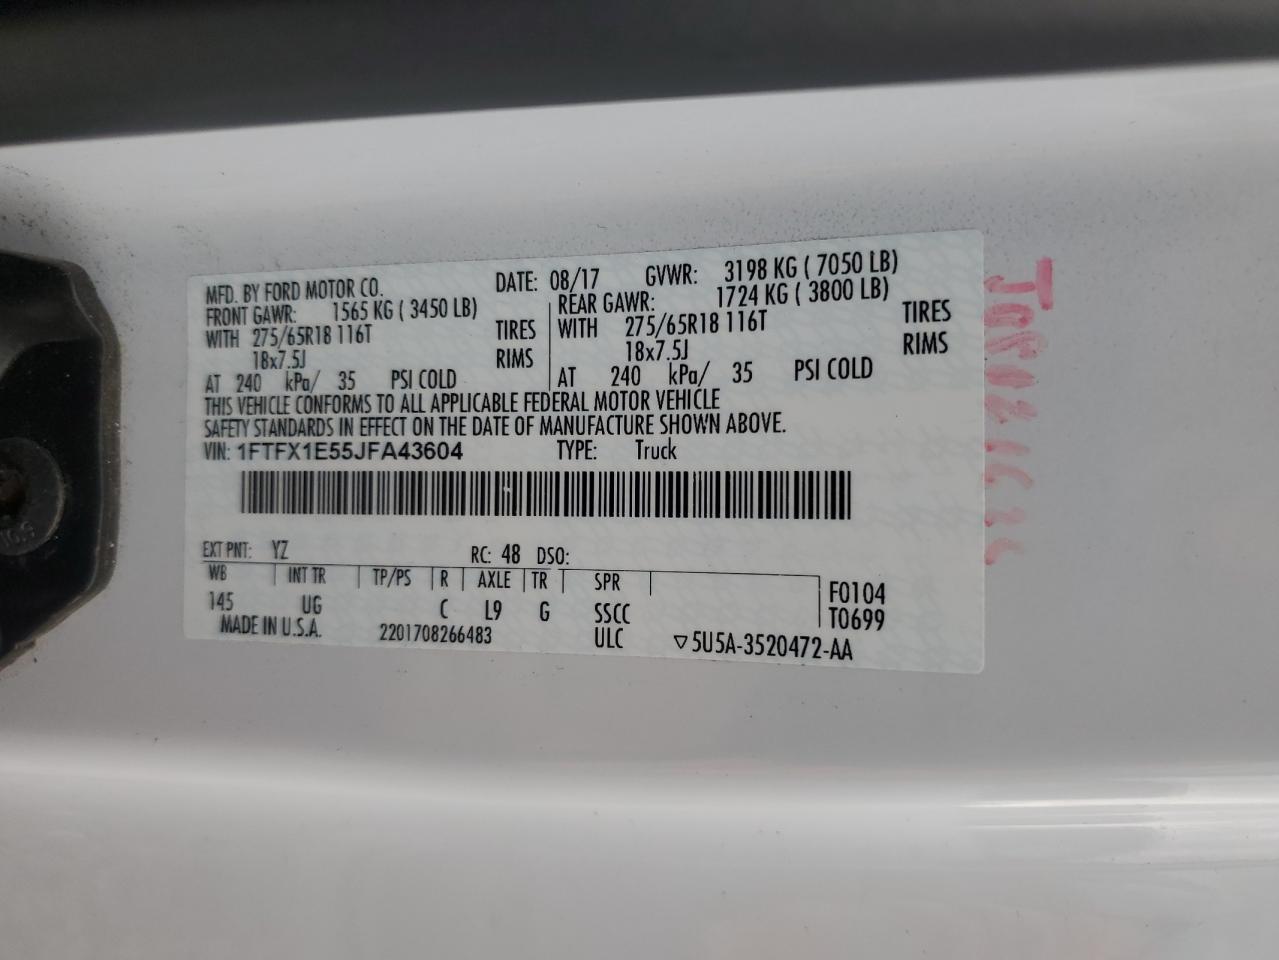 MFD. BY FORD MOTOR CO. DATE: 08/17 GVWR: 3198 KG ( 7050 LB)
FRONT GAWR: 1565 KG ( 3450 LB) REAR GAWR: 1724 KG ( 3800 LB)
WITH 275/65R18 116T TIRES WITH 275/65R18 116T TIRES
18x7.5J RIMS 18x7.5J RIMS
AT 240 kPa/ 35 PSI COLD AT 240 kPa/ 35 PSI COLD
THIS VEHICLE CONFORMS TO ALL APPLICABLE FEDERAL MOTOR VEHICLE
SAFETY STANDARDS IN EFFECT ON THE DATE OF MANUFACTURE SHOWN ABOVE.
VIN: 1FTFX1E55JFA43604 TYPE: Truck
EXT PNT: YZ RC: 48 DSO:
WB INT TR TP/PS R AXLE TR SPR F0104
145 UG C L9 G SSCC T0699
MADE IN U.S.A. 2201708266483 ULC ▽5U5A-3520472-AA